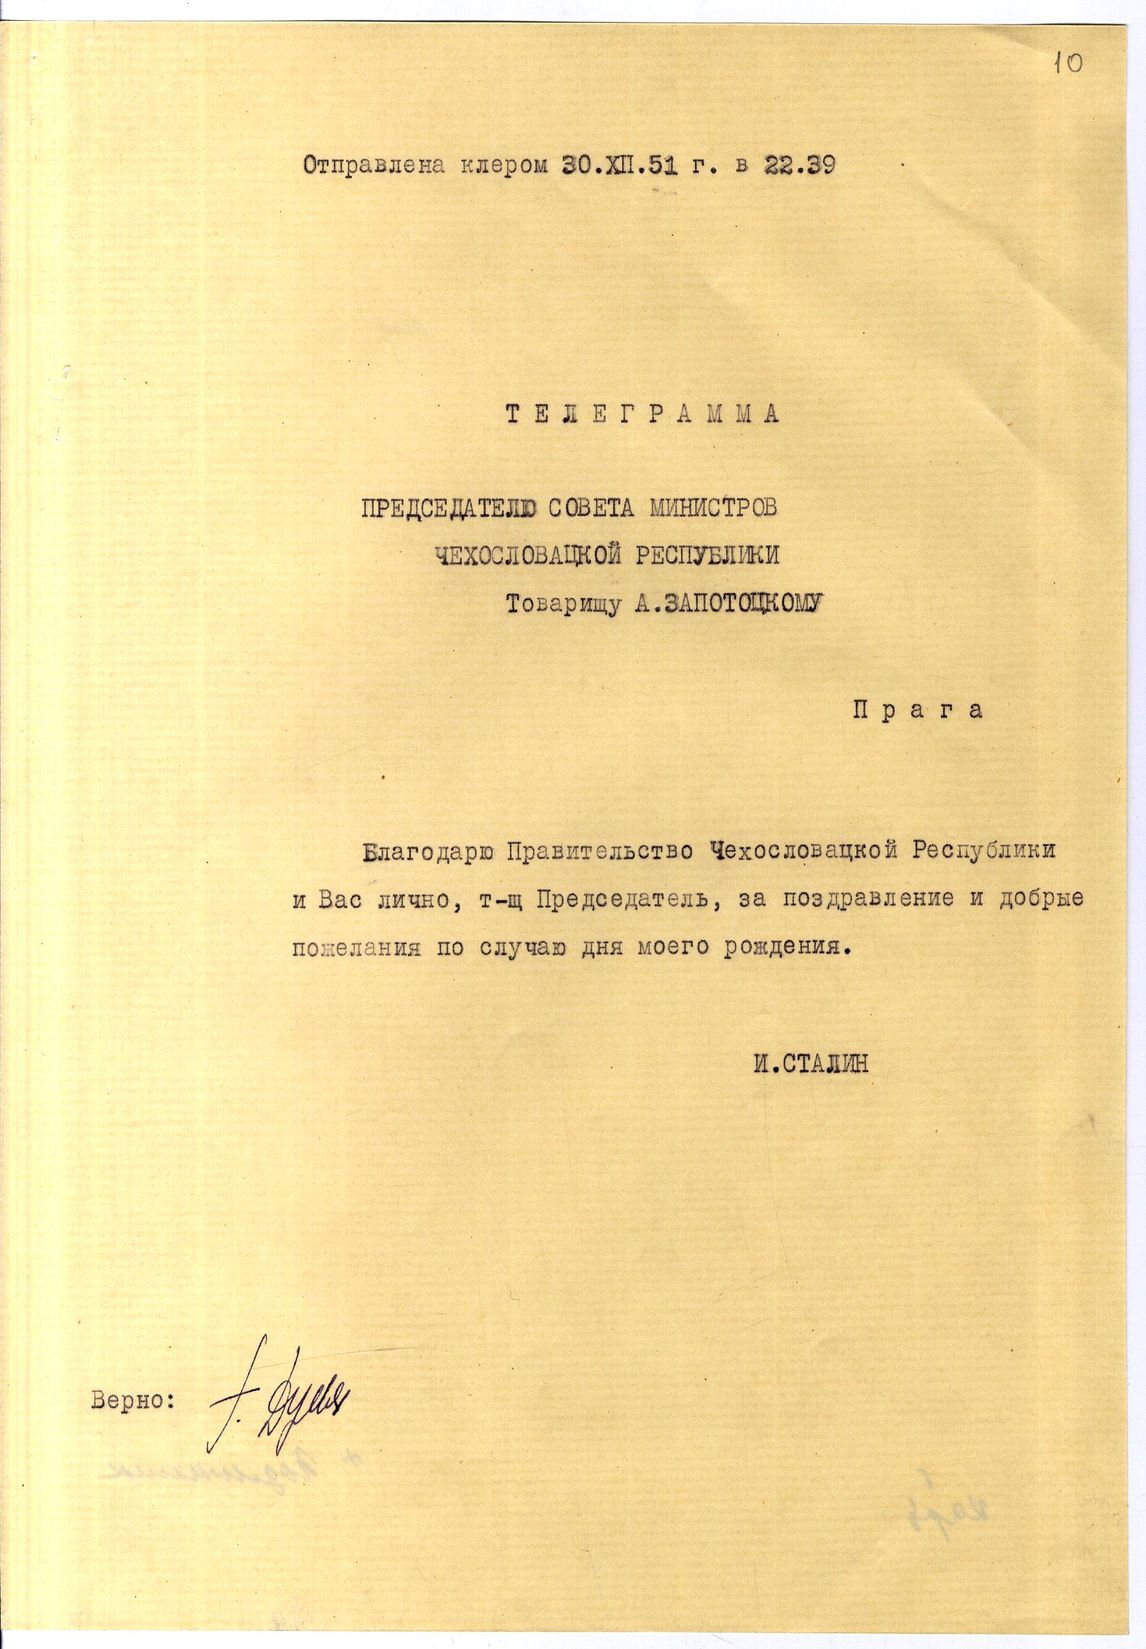 10
Отправлена клером 30.XII.51 г. в 22.39
ТЕЛЕГРАММА
ПРЕДСЕДАТЕЛЮ СОВЕТА МИНИСТРОВ
ЧЕХОСЛОВАЦКОЙ РЕСПУБЛИКИ
Товарищу А.ЗАПОТОЦКОМУ
Прага
Благодарю Правительство Чехословацкой Республики
и Вас лично, т-щ Председатель, за поздравление и добрые
пожелания по случаю дня моего рождения.
И.СТАЛИН
Верно: